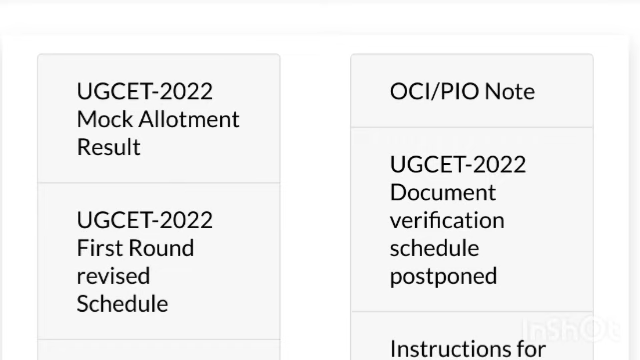 UGCET-2022
Mock Allotment
Result
UGCET-2022
First Round
revised
Schedule
OCI/PIO Note
UGCET-2022
Document
verification
schedule
postponed
Instructions for
InShOt